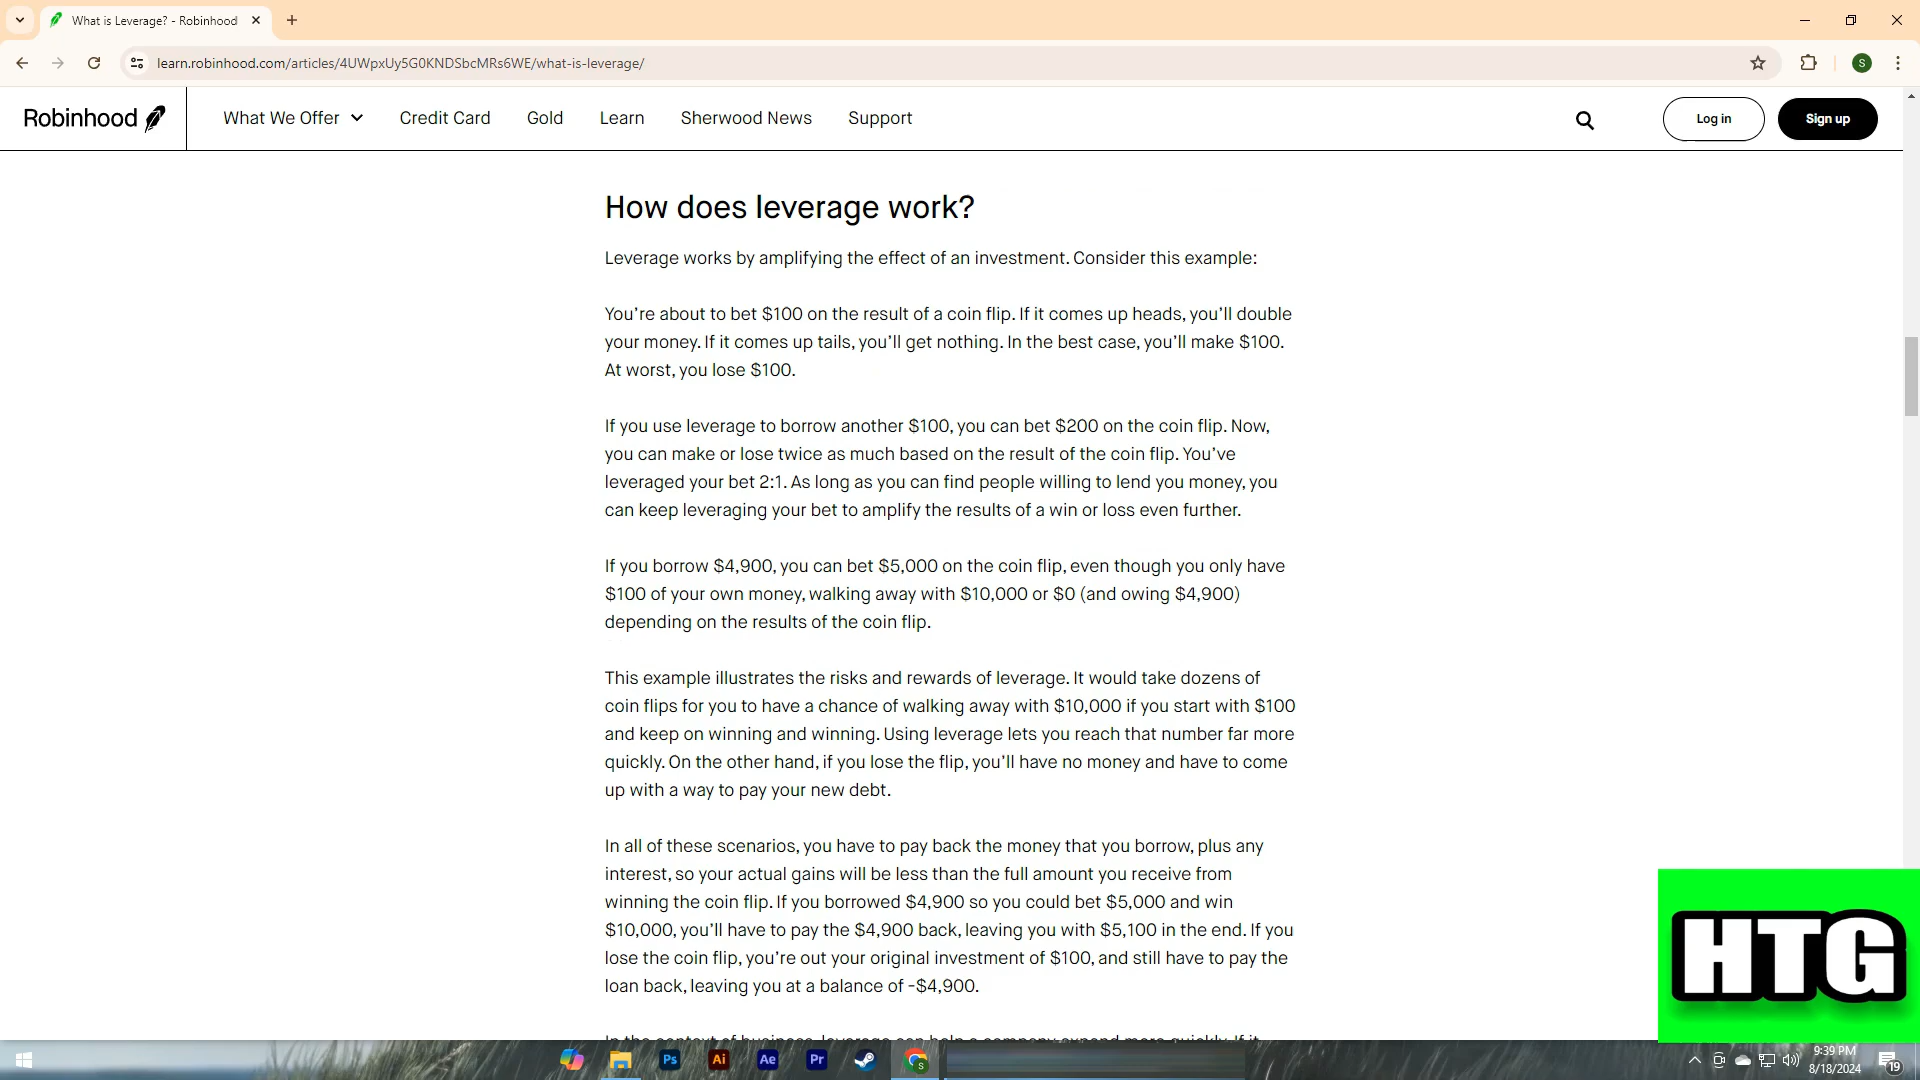 What is Leverage? - Robinhood
learn.robinhood.com/articles/4UWpxUy5G0KNDSbcMRs6WE/what-is-leverage/
S
Robinhood
What We Offer
Credit Card
Gold
Learn
Sherwood News
Support
Log in
Sign up
How does leverage work?
Leverage works by amplifying the effect of an investment. Consider this example:
You’re about to bet $100 on the result of a coin flip. If it comes up heads, you’ll double
your money. If it comes up tails, you’ll get nothing. In the best case, you’ll make $100.
At worst, you lose $100.
If you use leverage to borrow another $100, you can bet $200 on the coin flip. Now,
you can make or lose twice as much based on the result of the coin flip. You’ve
leveraged your bet 2:1. As long as you can find people willing to lend you money, you
can keep leveraging your bet to amplify the results of a win or loss even further.
If you borrow $4,900, you can bet $5,000 on the coin flip, even though you only have
$100 of your own money, walking away with $10,000 or $0 (and owing $4,900)
depending on the results of the coin flip.
This example illustrates the risks and rewards of leverage. It would take dozens of
coin flips for you to have a chance of walking away with $10,000 if you start with $100
and keep on winning and winning. Using leverage lets you reach that number far more
quickly. On the other hand, if you lose the flip, you’ll have no money and have to come
up with a way to pay your new debt.
In all of these scenarios, you have to pay back the money that you borrow, plus any
interest, so your actual gains will be less than the full amount you receive from
winning the coin flip. If you borrowed $4,900 so you could bet $5,000 and win
$10,000, you’ll have to pay the $4,900 back, leaving you with $5,100 in the end. If you
lose the coin flip, you’re out your original investment of $100, and still have to pay the
loan back, leaving you at a balance of -$4,900.
In the context of business, leverage can help a company expand more quickly. If it
HTG
Ps
Ai
Ae
Pr
S
9:39 PM
8/18/2024
19